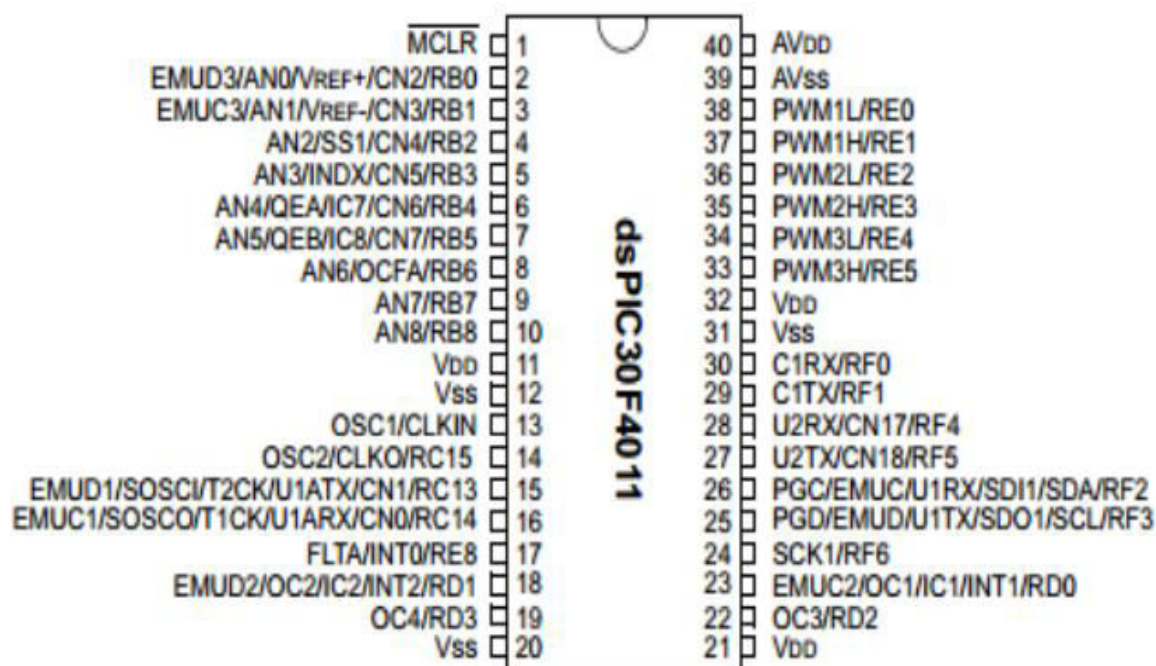 MCLR 1 40 AVDD
EMUD3/AN0/VREF+/CN2/RB0 2 39 AVss
EMUC3/AN1/VREF-/CN3/RB1 3 38 PWM1L/RE0
AN2/SS1/CN4/RB2 4 37 PWM1H/RE1
AN3/INDX/CN5/RB3 5 36 PWM2L/RE2
AN4/QEA/IC7/CN6/RB4 6 35 PWM2H/RE3
AN5/QEB/IC8/CN7/RB5 7 34 PWM3L/RE4
AN6/OCFA/RB6 8 33 PWM3H/RE5
AN7/RB7 9 32 VDD
AN8/RB8 10 31 Vss
VDD 11 30 C1RX/RF0
Vss 12 29 C1TX/RF1
OSC1/CLKIN 13 28 U2RX/CN17/RF4
OSC2/CLKO/RC15 14 27 U2TX/CN18/RF5
EMUD1/SOSCI/T2CK/U1ATX/CN1/RC13 15 26 PGC/EMUC/U1RX/SDI1/SDA/RF2
EMUC1/SOSCO/T1CK/U1ARX/CN0/RC14 16 25 PGD/EMUD/U1TX/SDO1/SCL/RF3
FLTA/INT0/RE8 17 24 SCK1/RF6
EMUD2/OC2/IC2/INT2/RD1 18 23 EMUC2/OC1/IC1/INT1/RD0
OC4/RD3 19 22 OC3/RD2
Vss 20 21 VDD
dsPIC30F4011